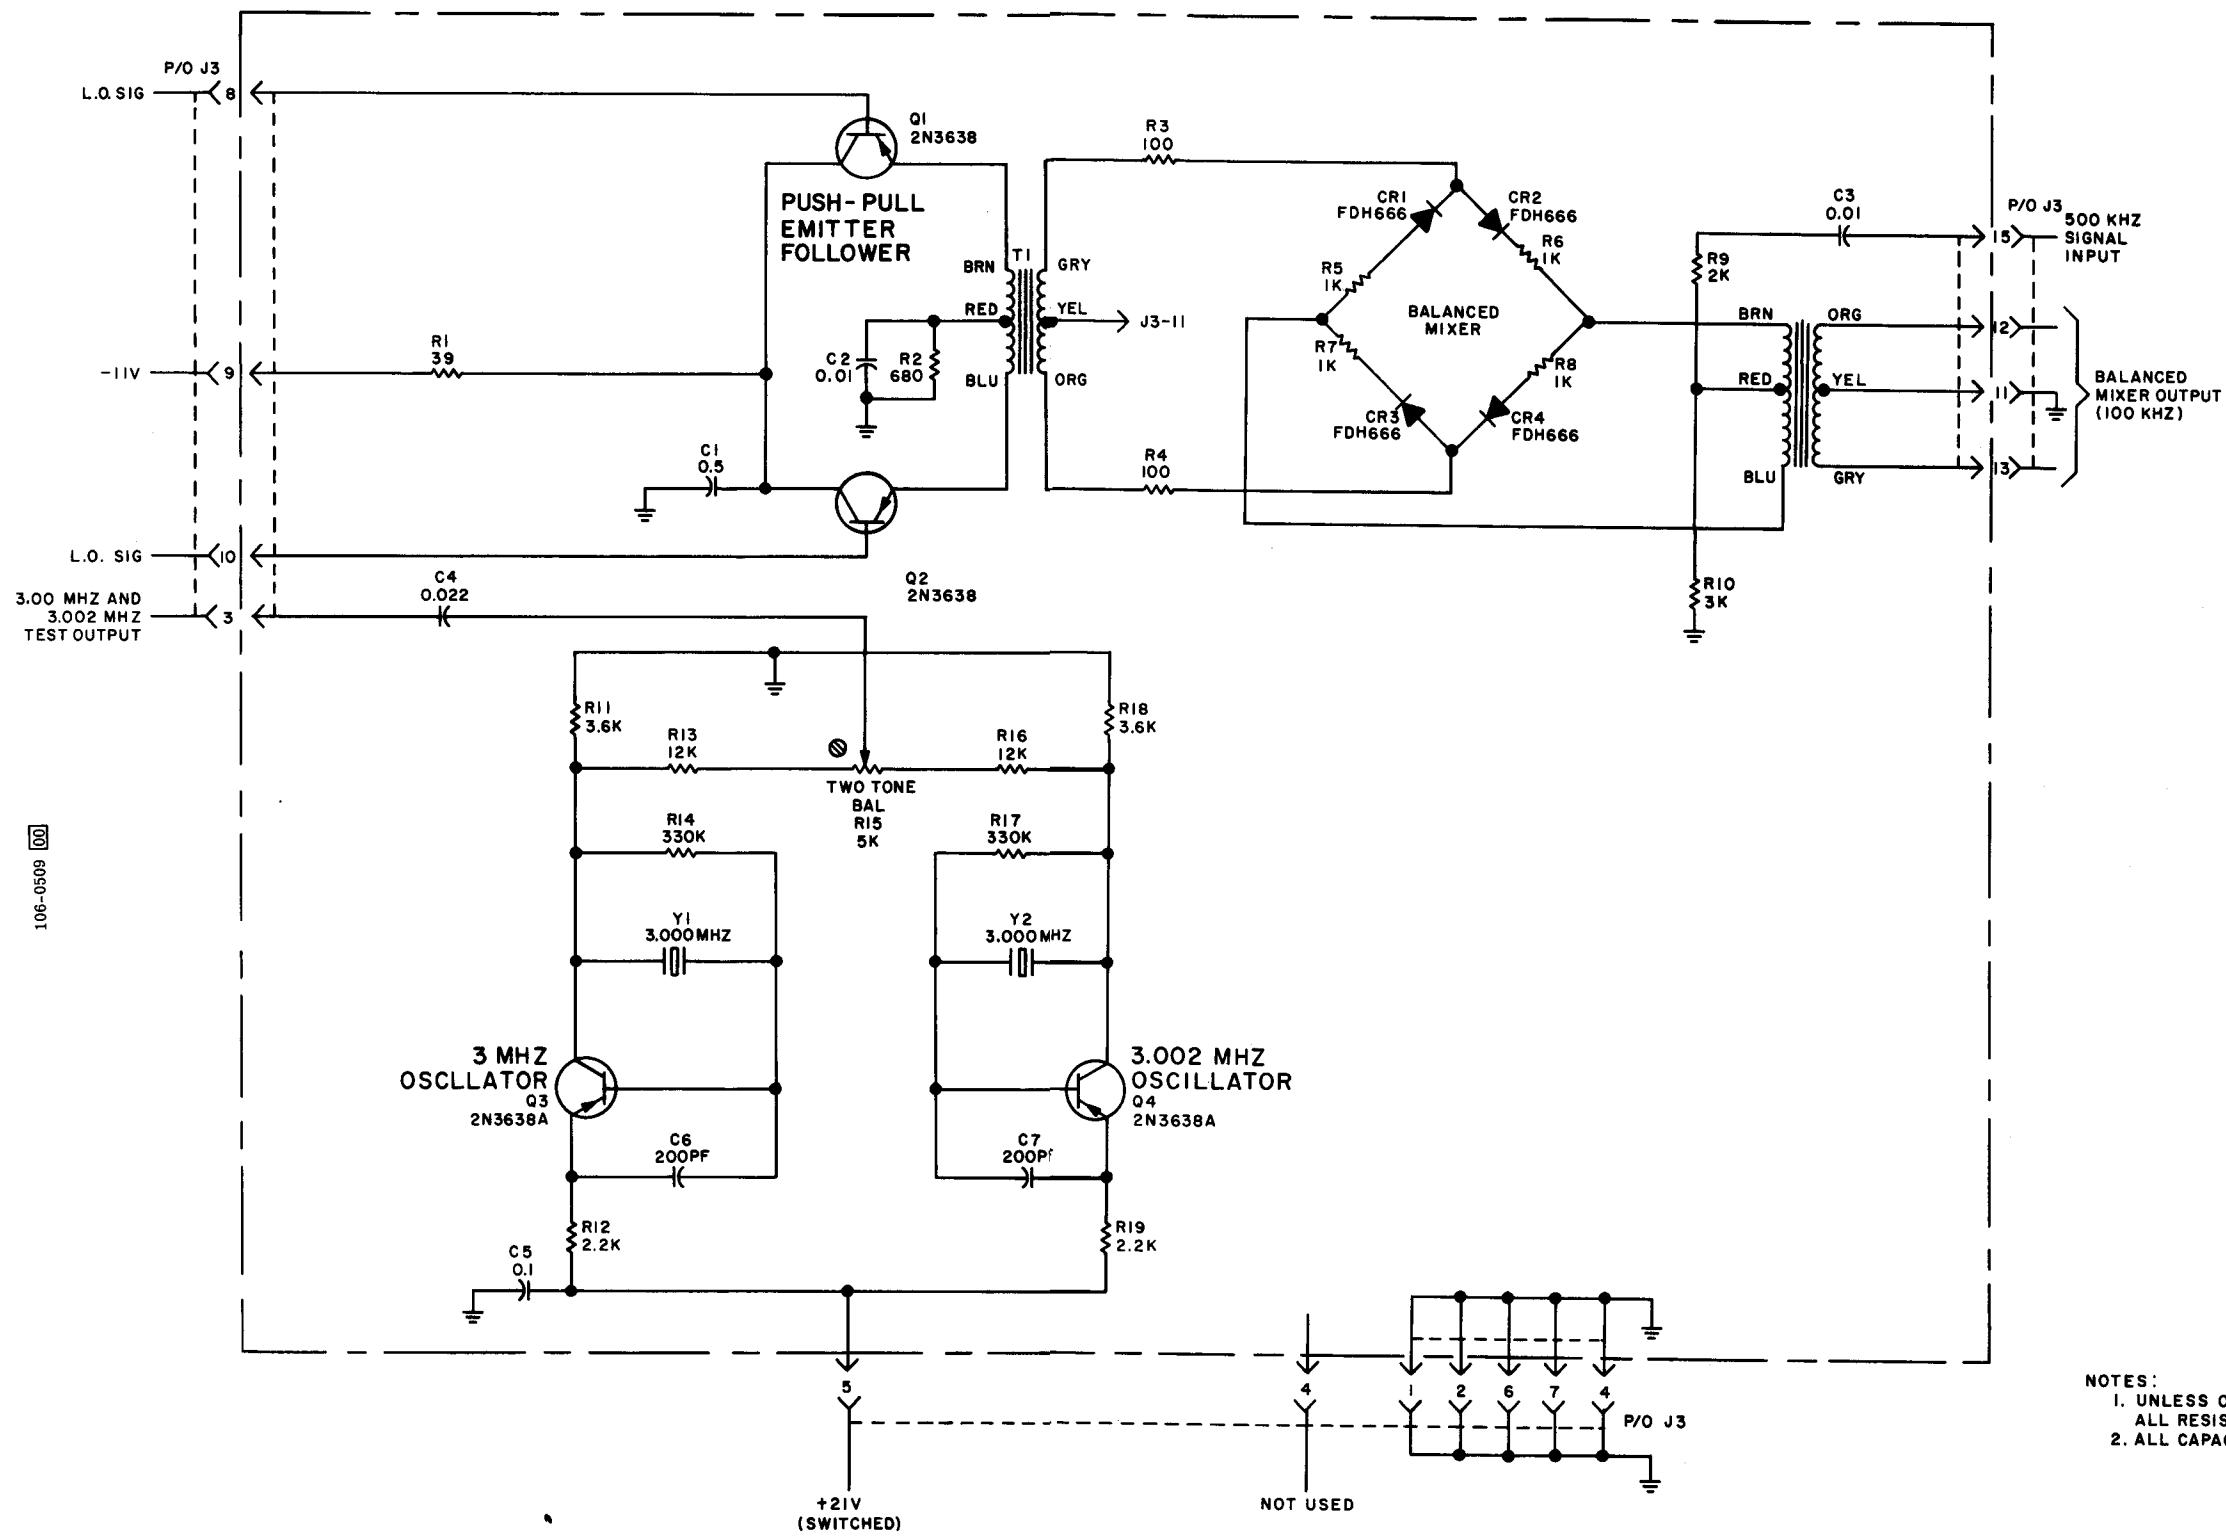 P/O J3
L.O. SIG
8
Q1
2N3638
PUSH-PULL
EMITTER
FOLLOWER
R3
100
CR1
FDH666
CR2
FDH666
R6
1K
C3
0.01
P/O J3
15
500 KHZ
SIGNAL
INPUT
R9
2K
T1
BRN
GRY
RED
YEL
J3-11
BLU
ORG
R5
1K
BALANCED
MIXER
R7
1K
R8
1K
CR3
FDH666
CR4
FDH666
BRN
ORG
12
RED
YEL
11
BLU
GRY
13
BALANCED
MIXER OUTPUT
(100 KHZ)
R1
39
-11V
9
C2
0.01
R2
680
C1
0.5
R4
100
L.O. SIG
10
Q2
2N3638
R10
3K
C4
0.022
3.00 MHZ AND
3.002 MHZ
TEST OUTPUT
3
R11
3.6K
R13
12K
R16
12K
R18
3.6K
TWO TONE
BAL
R15
5K
R14
330K
R17
330K
106-0509 00
Y1
3.000MHZ
Y2
3.000MHZ
3 MHZ
OSCLLATOR
Q3
2N3638A
3.002 MHZ
OSCILLATOR
Q4
2N3638A
C6
200PF
C7
200PF
R12
2.2K
R19
2.2K
C5
0.1
5
4
1
2
6
7
4
P/O J3
+21V
(SWITCHED)
NOT USED
NOTES:
1. UNLESS
ALL
2. ALL